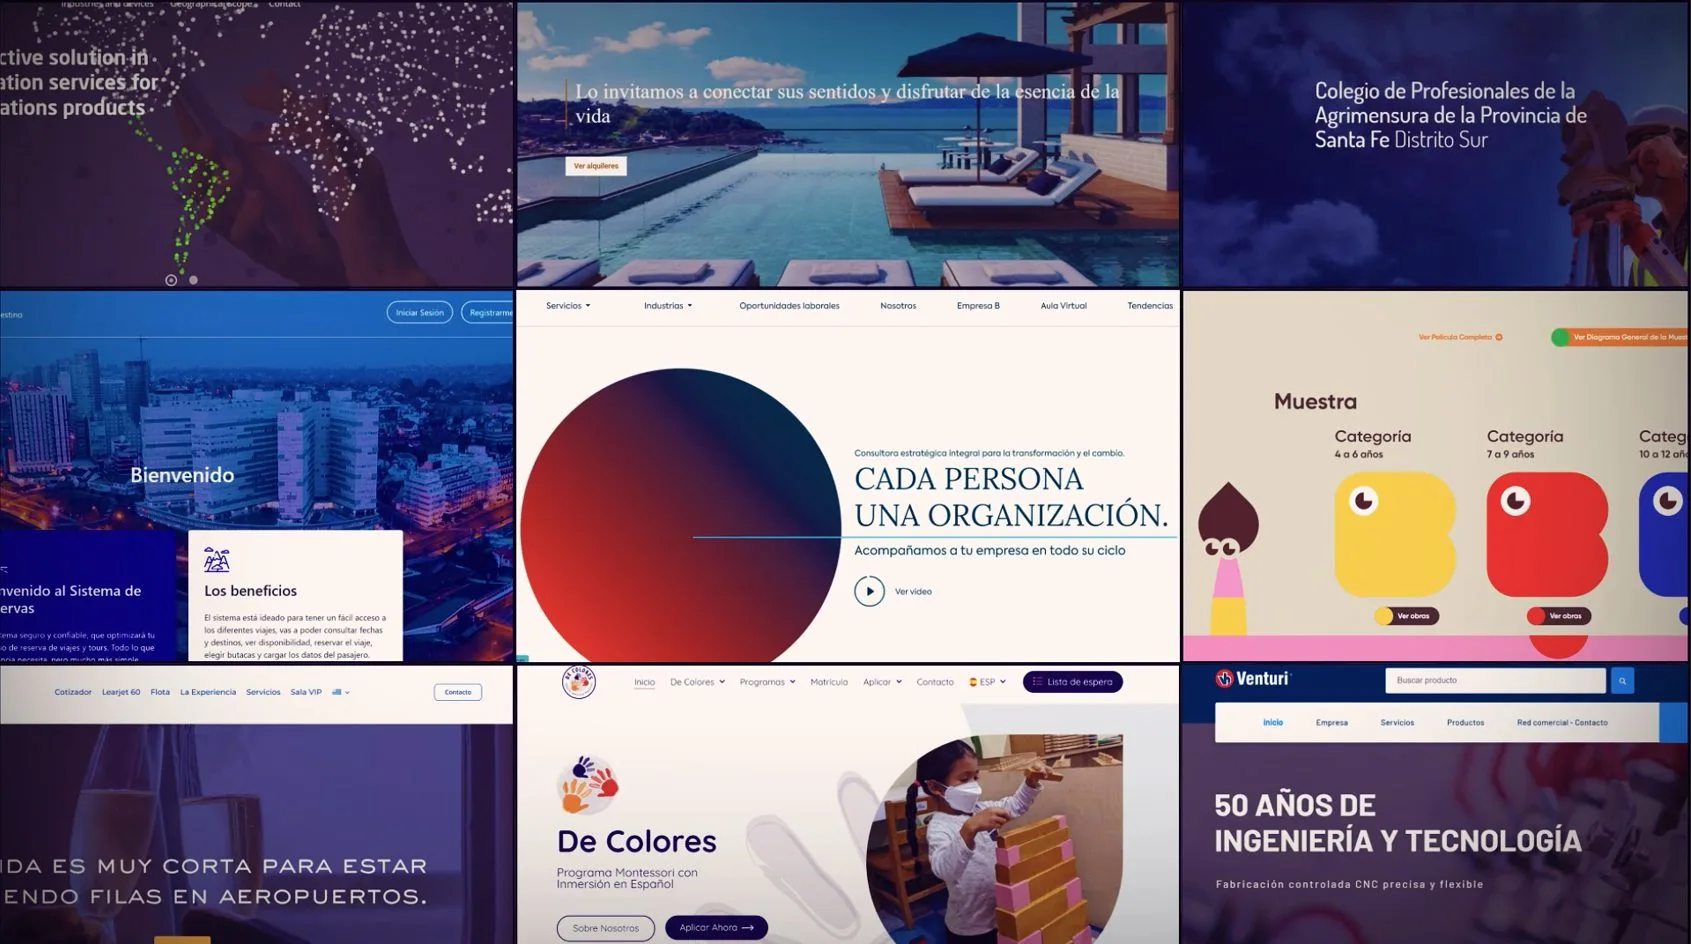 Industries and devices Geographical scope Contact
ctive solution in
ation services for
ations products
Lo invitamos a conectar sus sentidos y disfrutar de la esencia de la
vida
Ver alquileres
Colegio de Profesionales de la
Agrimensura de la Provincia de
Santa Fe Distrito Sur
estino
Iniciar Sesión
Registrarme
Bienvenido
nvenido al Sistema de
ervas
ema seguro y confiable, que optimizará tu
o de reserva de viajes y tours. Todo lo que
ncia necesita, pero mucho más simple.
Los beneficios
El sistema está ideado para tener un fácil acceso a
los diferentes viajes, vas a poder consultar fechas
y destinos, ver disponibilidad, reservar el viaje,
elegir butacas y cargar los datos del pasajero.
Servicios Industrias Oportunidades laborales Nosotros Empresa B Aula Virtual Tendencias
Consultora estratégica integral para la transformación y el cambio.
CADA PERSONA
UNA ORGANIZACIÓN.
Acompañamos a tu empresa en todo su ciclo
Ver video
Ver Película Completa
Ver Diagrama General de la Muest
Muestra
Categoría
4 a 6 años
Ver obras
Categoría
7 a 9 años
Ver obras
Categ
10 a 12 año
Cotizador Learjet 60 Flota La Experiencia Servicios Sala VIP
Contacto
IDA ES MUY CORTA PARA ESTAR
ENDO FILAS EN AEROPUERTOS.
DE COLORES
Inicio De Colores Programas Matrícula Aplicar Contacto ESP Lista de espera
De Colores
Programa Montessori con
Inmersión en Español
Sobre Nosotros
Aplicar Ahora
Venturi
Buscar producto
Inicio Empresa Servicios Productos Red comercial - Contacto
50 AÑOS DE
INGENIERÍA Y TECNOLOGÍA
Fabricación controlada CNC precisa y flexible